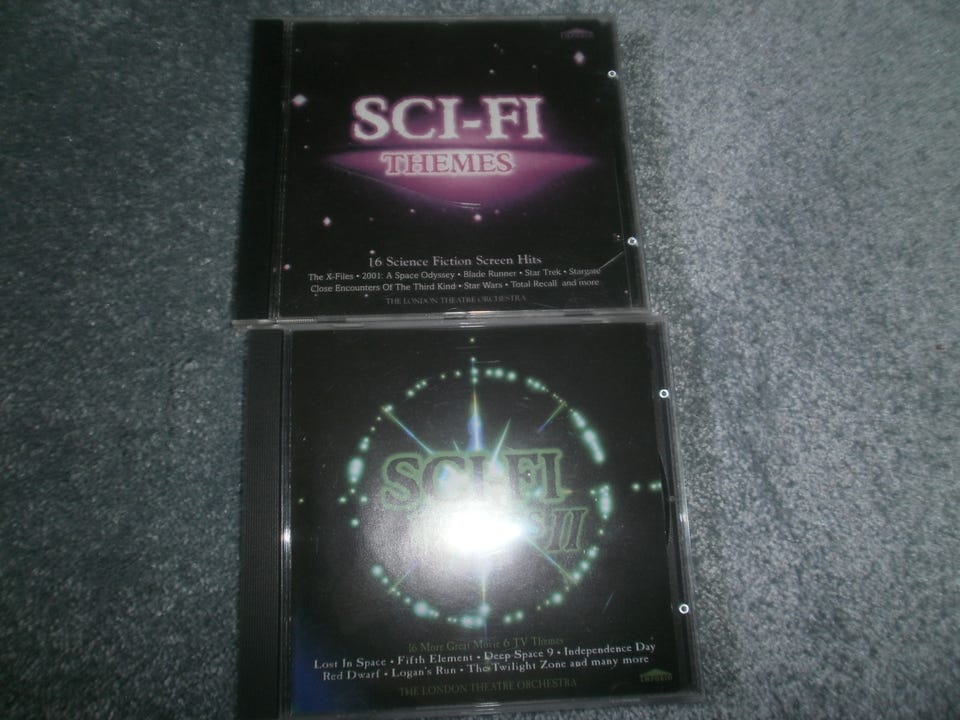 EMPORIO
SCI-FI
THEMES
16 Science Fiction Screen Hits
The X-Files • 2001: A Space Odyssey • Blade Runner • Star Trek • Stargate
Close Encounters Of The Third Kind • Star Wars • Total Recall and more
THE LONDON THEATRE ORCHESTRA
SCI-FI
II
16 More Great Movie & TV Themes
Lost In Space • Fifth Element • Deep Space 9 • Independence Day
Red Dwarf • Logan's Run • The Twilight Zone and many more
THE LONDON THEATRE ORCHESTRA
EMPORIO